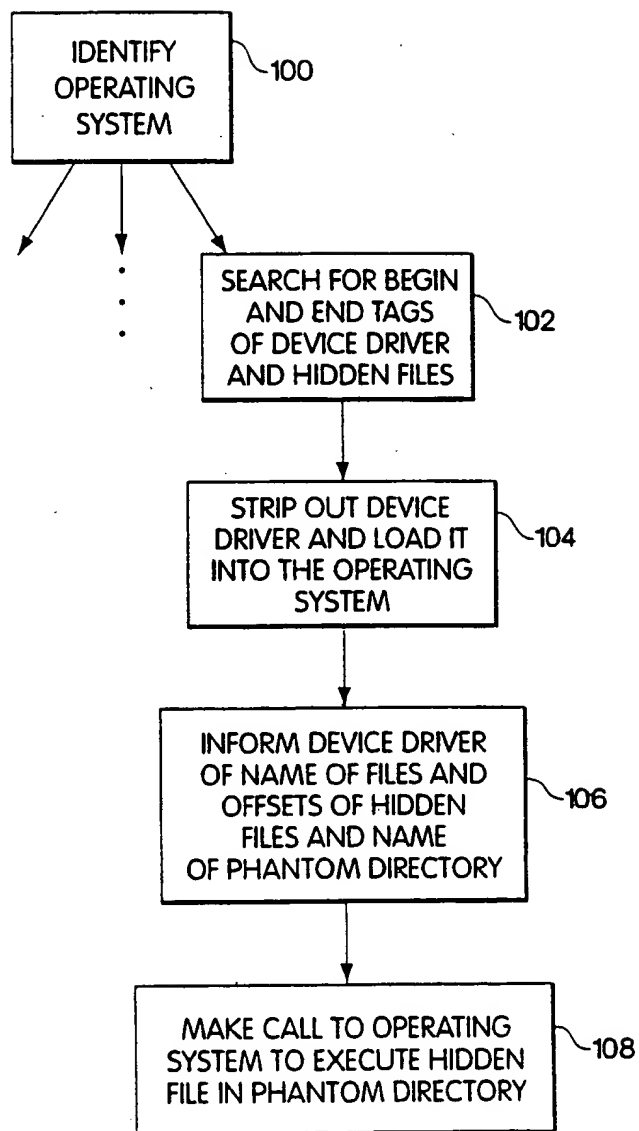 IDENTIFY
OPERATING
SYSTEM
100
SEARCH FOR BEGIN
AND END TAGS
OF DEVICE DRIVER
AND HIDDEN FILES
102
STRIP OUT DEVICE
DRIVER AND LOAD IT
INTO THE OPERATING
SYSTEM
104
INFORM DEVICE DRIVER
OF NAME OF FILES AND
OFFSETS OF HIDDEN
FILES AND NAME
OF PHANTOM DIRECTORY
106
MAKE CALL TO OPERATING
SYSTEM TO EXECUTE HIDDEN
FILE IN PHANTOM DIRECTORY
108